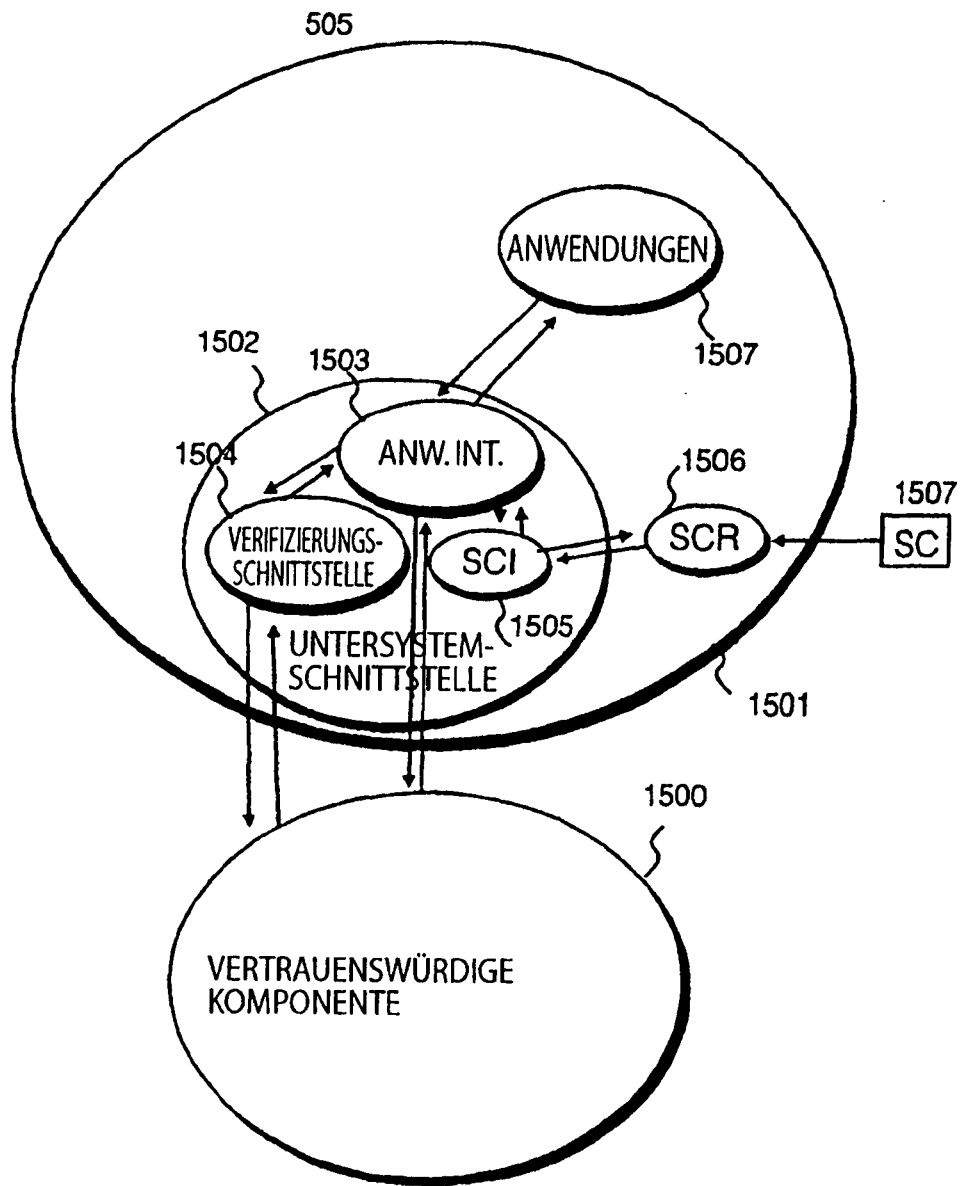 505
ANWENDUNGEN
1507
1502
1503
ANW. INT.
1504
1506
1507
VERIFIZIERUNGS-
SCHNITTSTELLE
SCI
SCR
SC
1505
UNTERSYSTEM-
SCHNITTSTELLE
1501
1500
VERTRAUENSWÜRDIGE
KOMPONENTE